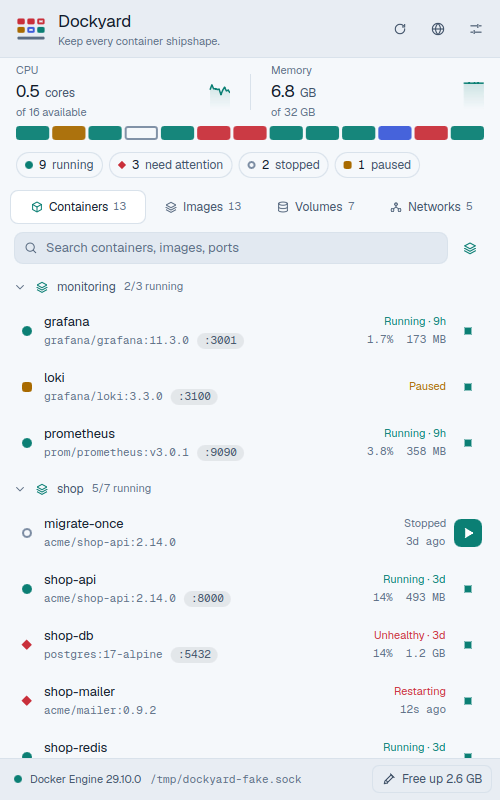 Dockyard
Keep every container shipshape.
CPU
0.5 cores
of 16 available
Memory
6.8 GB
of 32 GB
9 running
3 need attention
2 stopped
1 paused
Containers 13
Images 13
Volumes 7
Networks 5
Search containers, images, ports
monitoring 2/3 running
grafana
Running · 9h
grafana/grafana:11.3.0 :3001
1.7% 173 MB
loki
grafana/loki:3.3.0 :3100
Paused
prometheus
Running · 9h
prom/prometheus:v3.0.1 :9090
3.8% 358 MB
shop 5/7 running
migrate-once
Stopped
acme/shop-api:2.14.0
3d ago
shop-api
Running · 3d
acme/shop-api:2.14.0 :8000
14% 493 MB
shop-db
Unhealthy · 3d
postgres:17-alpine :5432
14% 1.2 GB
shop-mailer
Restarting
acme/mailer:0.9.2
12s ago
shop-redis
Running · 3d
Docker Engine 29.10.0 /tmp/dockyard-fake.sock
Free up 2.6 GB